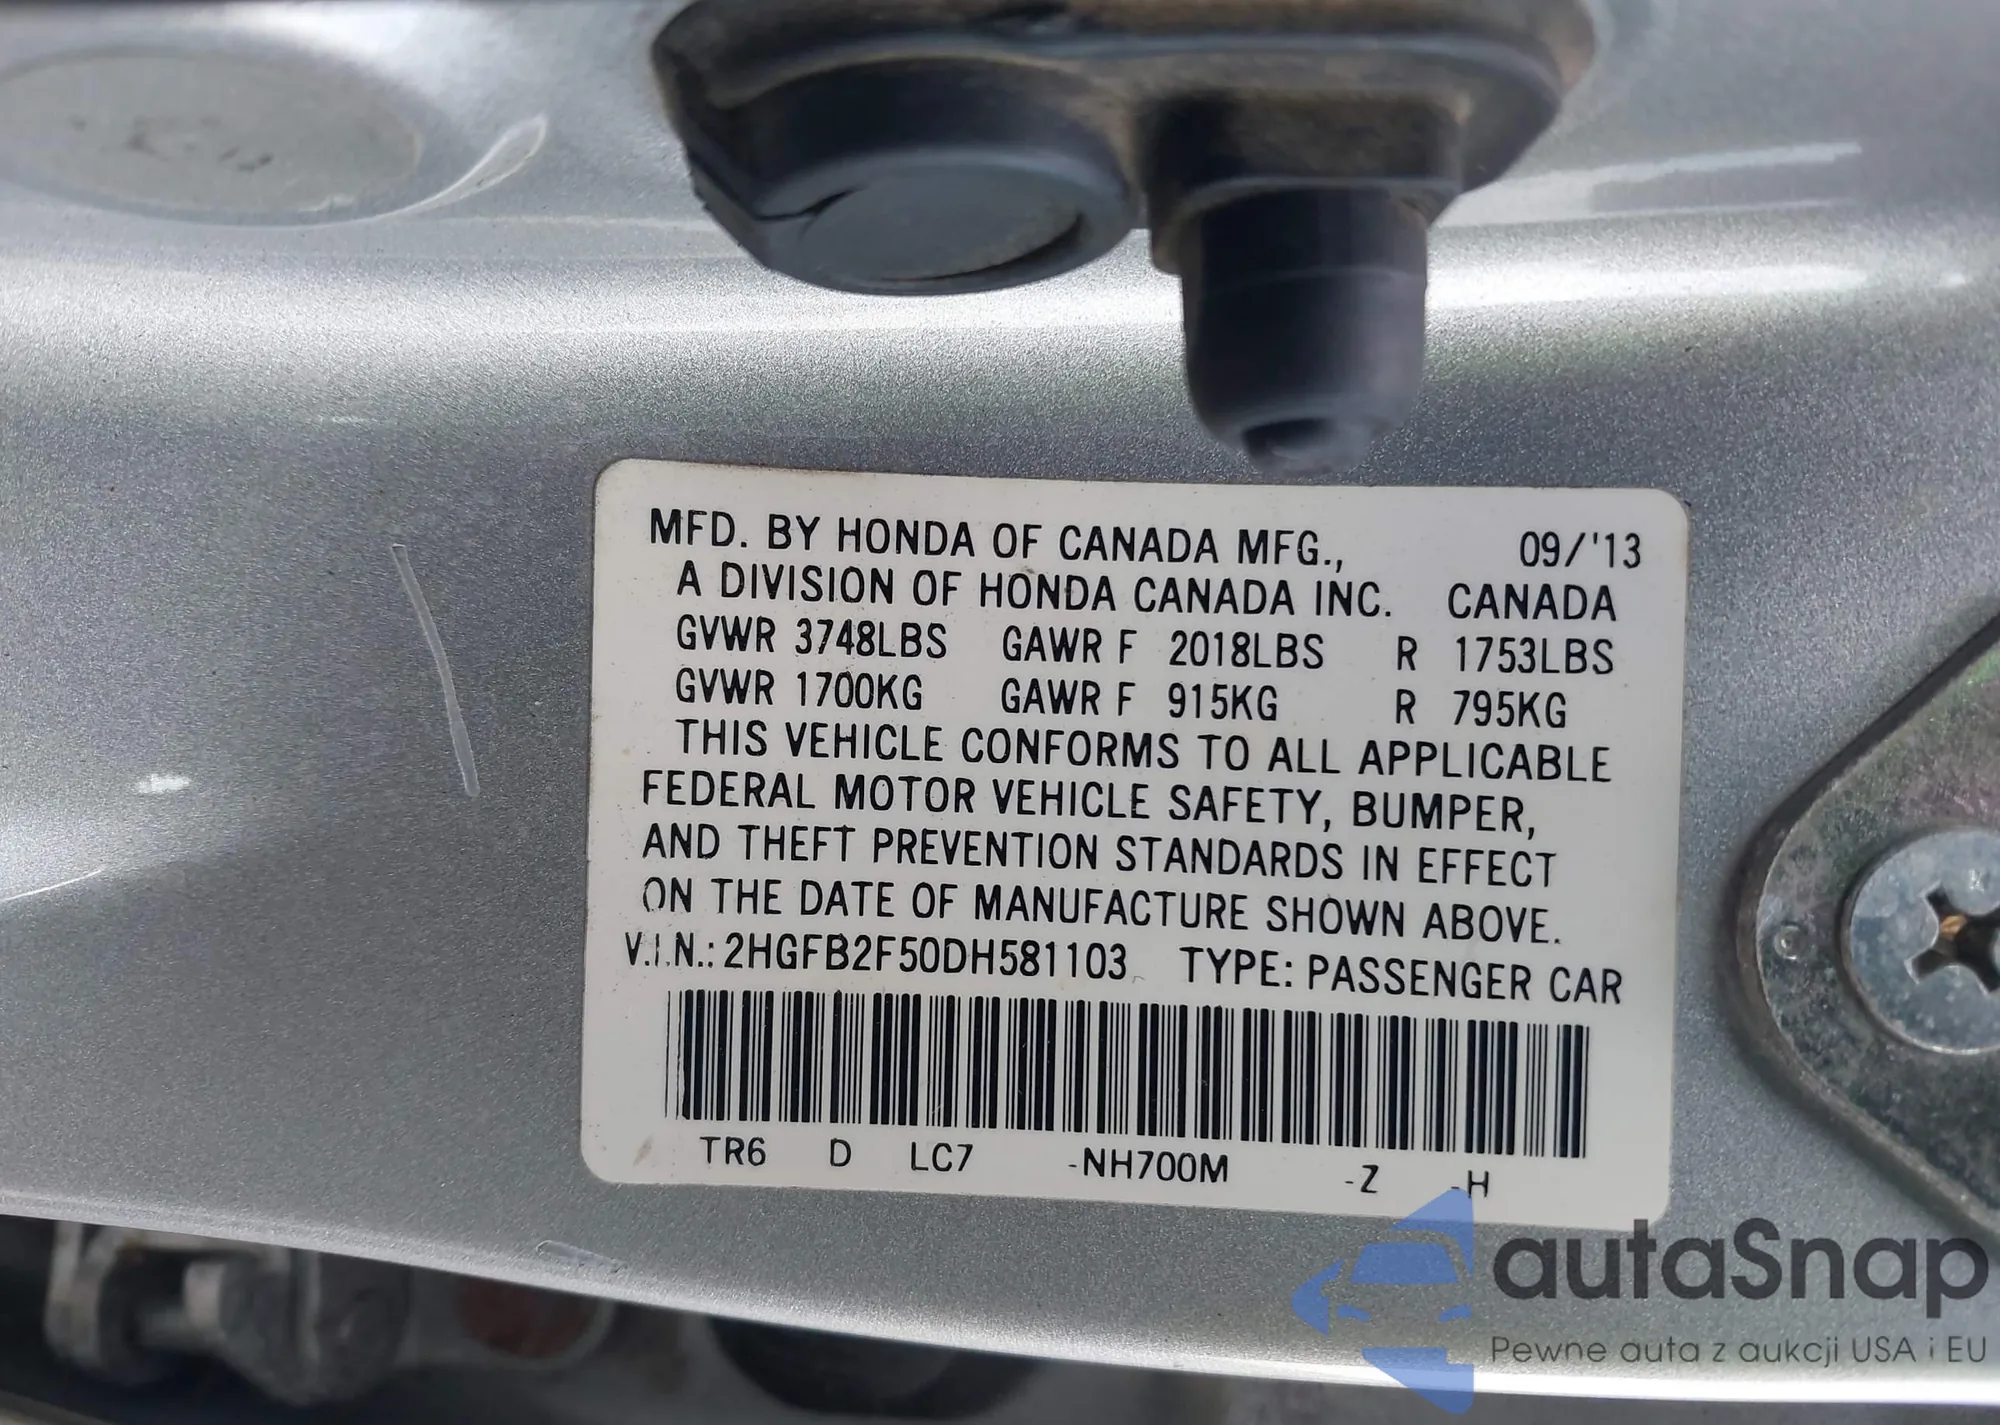 MFD. BY HONDA OF CANADA MFG., 09/'13
A DIVISION OF HONDA CANADA INC. CANADA
GVWR 3748LBS GAWR F 2018LBS R 1753LBS
GVWR 1700KG GAWR F 915KG R 795KG
THIS VEHICLE CONFORMS TO ALL APPLICABLE
FEDERAL MOTOR VEHICLE SAFETY, BUMPER,
AND THEFT PREVENTION STANDARDS IN EFFECT
ON THE DATE OF MANUFACTURE SHOWN ABOVE.
V.I.N.: 2HGFB2F50DH581103 TYPE: PASSENGER CAR
TR6 D LC7 -NH700M -Z -H
autaSnap
Pewne auta z aukcji USA i EU